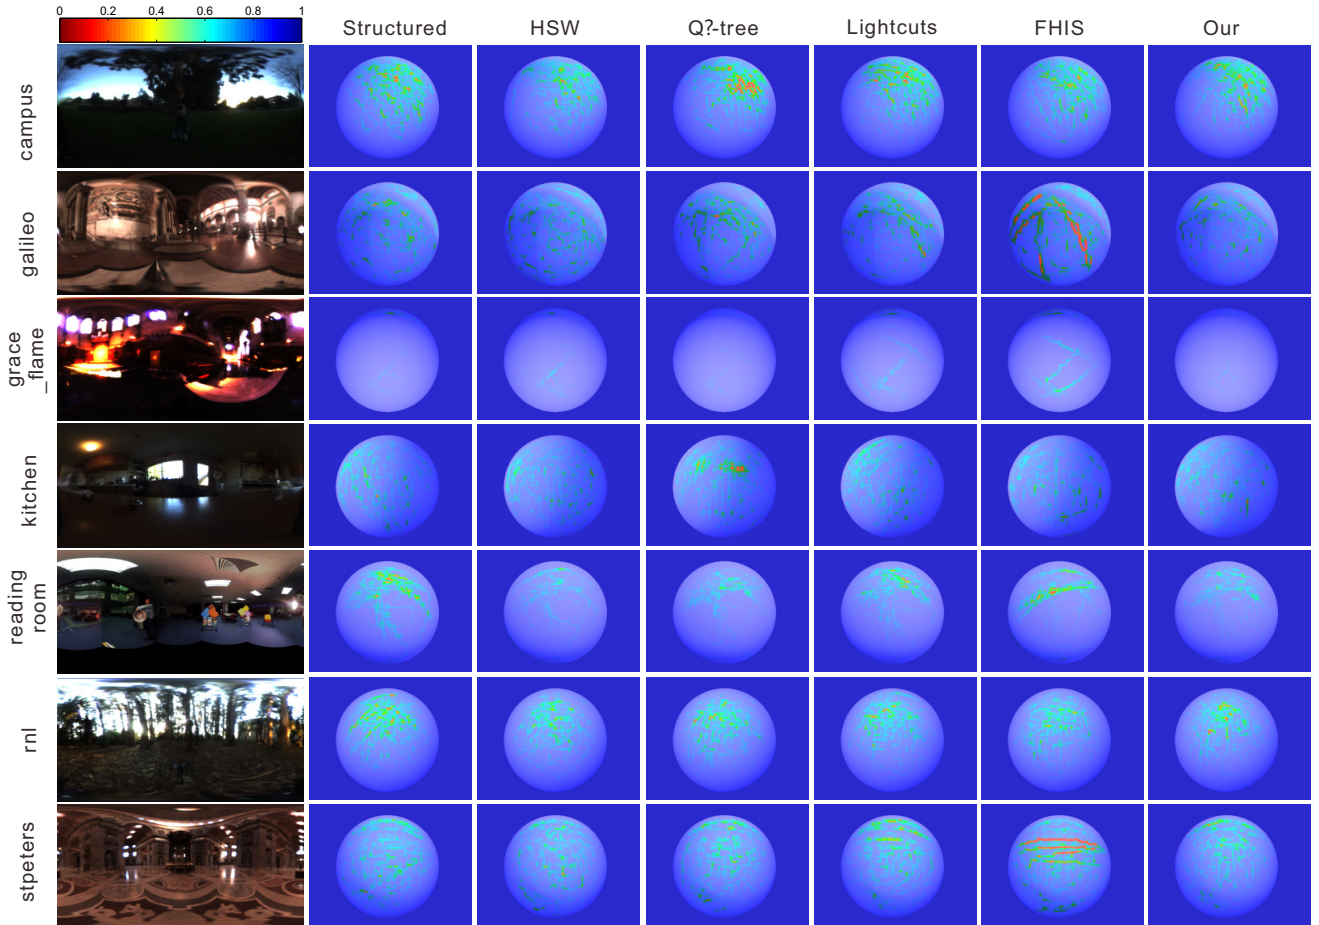 0 0.2 0.4 0.6 0.8 1
Structured HSW Q?-tree Lightcuts FHIS Our
campus
galileo
grace
_flame
kitchen
reading
room
rnl
stpeters